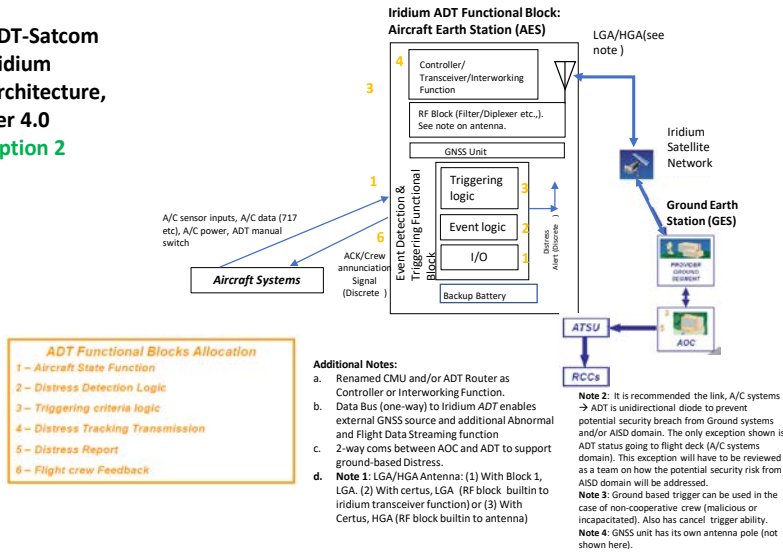 DT-Satcom
idium
rchitecture,
er 4.0
ption 2
Iridium ADT Functional Block:
Aircraft Earth Station (AES)
LGA/HGA(see
note )
4
Controller/
Transceiver/Interworking
Function
3
RF Block (Filter/Diplexer etc.,).
See note on antenna.
GNSS Unit
Iridium
Satellite
Network
1
Triggering
logic
3
Event logic
2
I/O
1
Event Detection &
Triggering Functional
Block
Distress
Alert (Discrete )
Backup Battery
A/C sensor inputs, A/C data (717
etc), A/C power, ADT manual
switch
6
ACK/Crew
annunciation
Signal
(Discrete )
Aircraft Systems
Ground Earth
Station (GES)
PROVIDER
GROUND
SEGMENT
5
AOC
ATSU
RCCs
ADT Functional Blocks Allocation
1 – Aircraft State Function
2 – Distress Detection Logic
3 – Triggering criteria logic
4 – Distress Tracking Transmission
5 – Distress Report
6 – Flight crew Feedback
Additional Notes:
a. Renamed CMU and/or ADT Router as
Controller or Interworking Function.
b. Data Bus (one-way) to Iridium ADT enables
external GNSS source and additional Abnormal
and Flight Data Streaming function
c. 2-way coms between AOC and ADT to support
ground-based Distress.
d. Note 1: LGA/HGA Antenna: (1) With Block 1,
LGA. (2) With certus, LGA (RF block builtin to
iridium transceiver function) or (3) With
Certus, HGA (RF block builtin to antenna)
Note 2: It is recommended the link, A/C systems
→ ADT is unidirectional diode to prevent
potential security breach from Ground systems
and/or AISD domain. The only exception shown is
ADT status going to flight deck (A/C systems
domain). This exception will have to be reviewed
as a team on how the potential security risk from
AISD domain will be addressed.
Note 3: Ground based trigger can be used in the
case of non-cooperative crew (malicious or
incapacitated). Also has cancel trigger ability.
Note 4: GNSS unit has its own antenna pole (not
shown here).